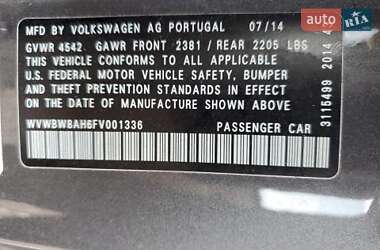 RIA
MFD BY VOLKSWAGEN AG PORTUGAL 07/14
GVWR 4542 GAWR FRONT 2381 / REAR 2205 LBS
THIS VEHICLE CONFORMS TO ALL APPLICABLE
U.S. FEDERAL MOTOR VEHICLE SAFETY, BUMPER
AND THEFT PREVENTION STANDARDS IN EFFECT
ON THE DATE OF MANUFACTURE SHOWN ABOVE.
WVWBW8AH6FV001336 PASSENGER CAR
3115499 2014